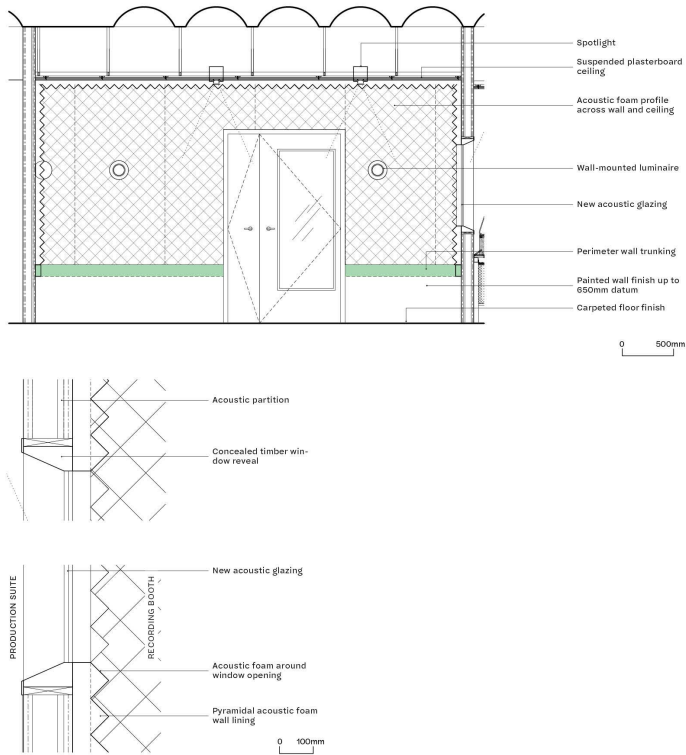 Spotlight
Suspended plasterboard
ceiling
Acoustic foam profile
across wall and ceiling
Wall-mounted luminaire
New acoustic glazing
Perimeter wall trunking
Painted wall finish up to
650mm datum
Carpeted floor finish
0 500mm
Acoustic partition
Concealed timber win-
dow reveal
New acoustic glazing
PRODUCTION SUITE
RECORDING BOOTH
Acoustic foam around
window opening
Pyramidal acoustic foam
wall lining
0 100mm